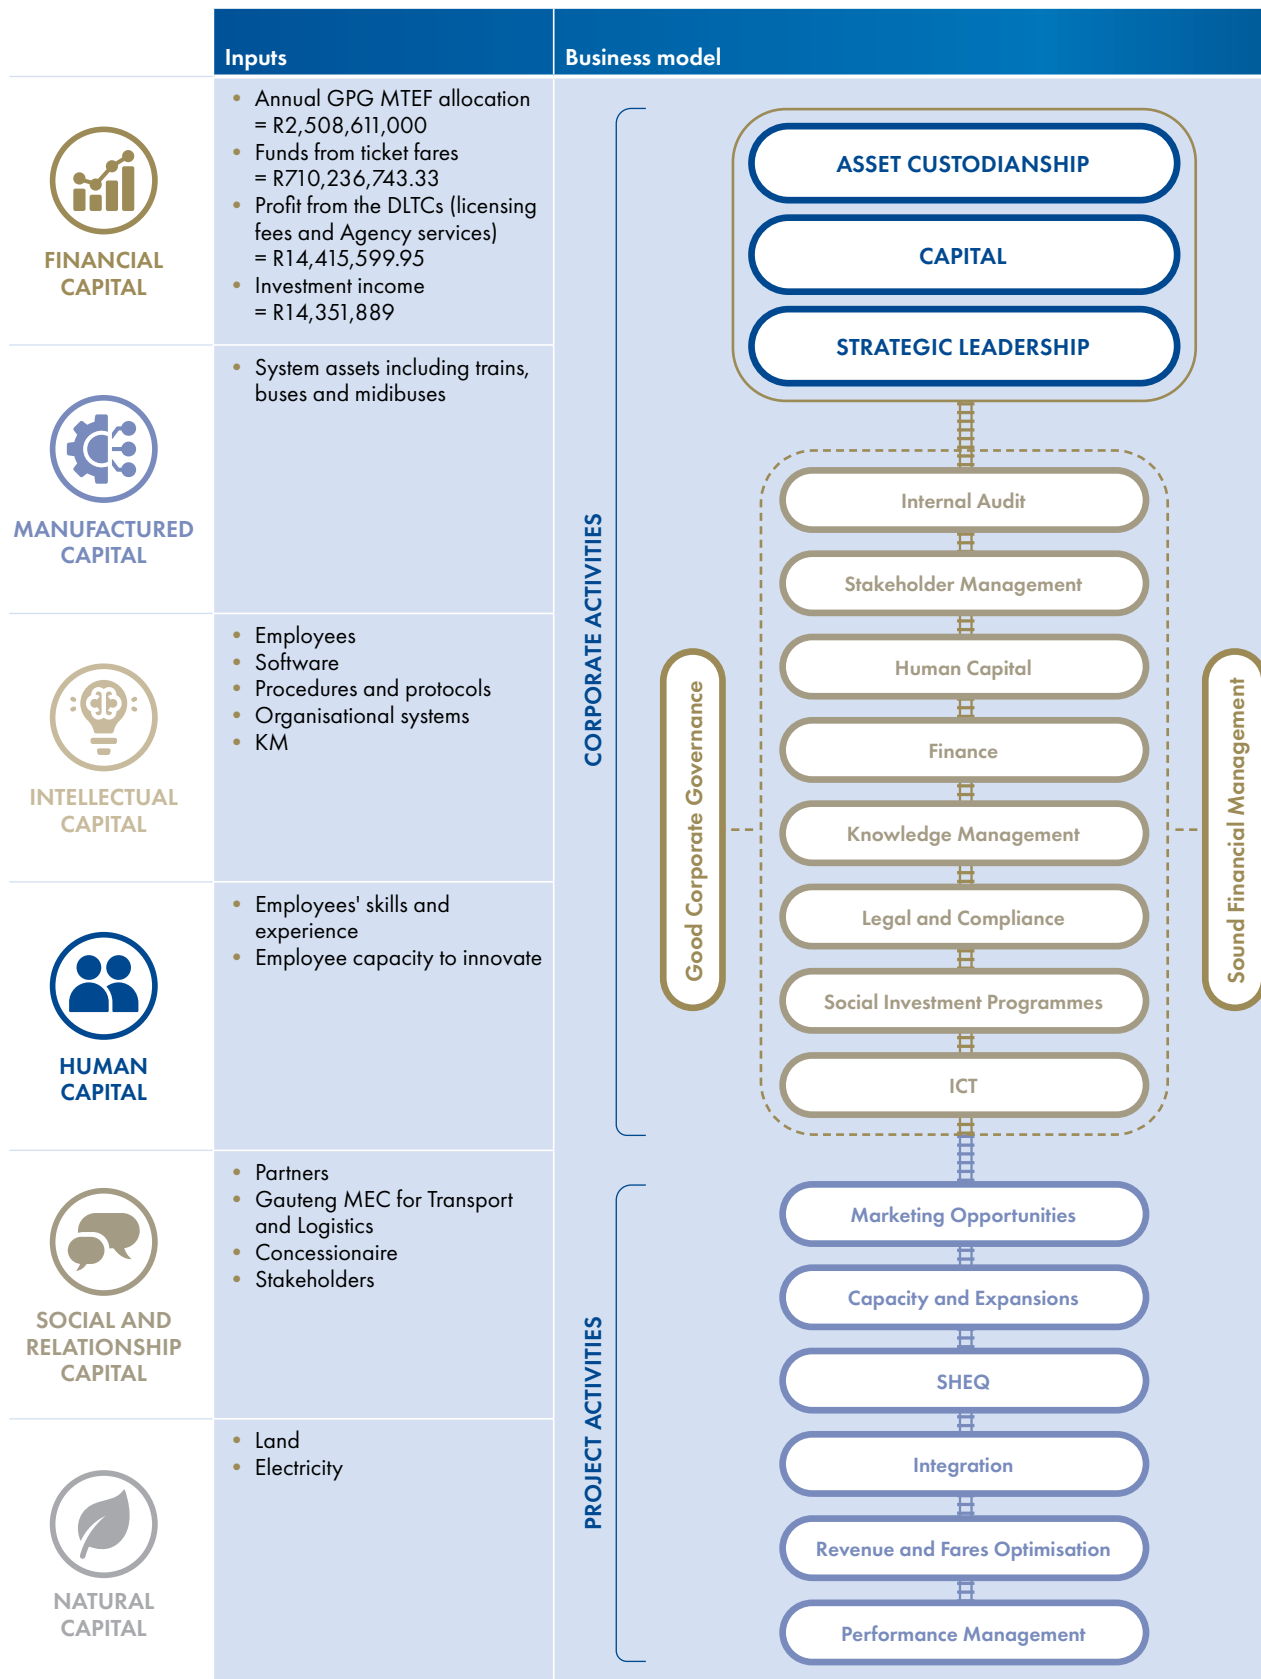 Inputs
Business model
FINANCIAL
CAPITAL
• Annual GPG MTEF allocation
= R2,508,611,000
• Funds from ticket fares
= R710,236,743.33
• Profit from the DLTCs (licensing
fees and Agency services)
= R14,415,599.95
• Investment income
= R14,351,889
MANUFACTURED
CAPITAL
• System assets including trains,
buses and midibuses
INTELLECTUAL
CAPITAL
• Employees
• Software
• Procedures and protocols
• Organisational systems
• KM
HUMAN
CAPITAL
• Employees' skills and
experience
• Employee capacity to innovate
SOCIAL AND
RELATIONSHIP
CAPITAL
• Partners
• Gauteng MEC for Transport
and Logistics
• Concessionaire
• Stakeholders
NATURAL
CAPITAL
• Land
• Electricity
CORPORATE ACTIVITIES
ASSET CUSTODIANSHIP
CAPITAL
STRATEGIC LEADERSHIP
Good Corporate Governance
Internal Audit
Stakeholder Management
Human Capital
Finance
Knowledge Management
Legal and Compliance
Social Investment Programmes
ICT
Sound Financial Management
PROJECT ACTIVITIES
Marketing Opportunities
Capacity and Expansions
SHEQ
Integration
Revenue and Fares Optimisation
Performance Management